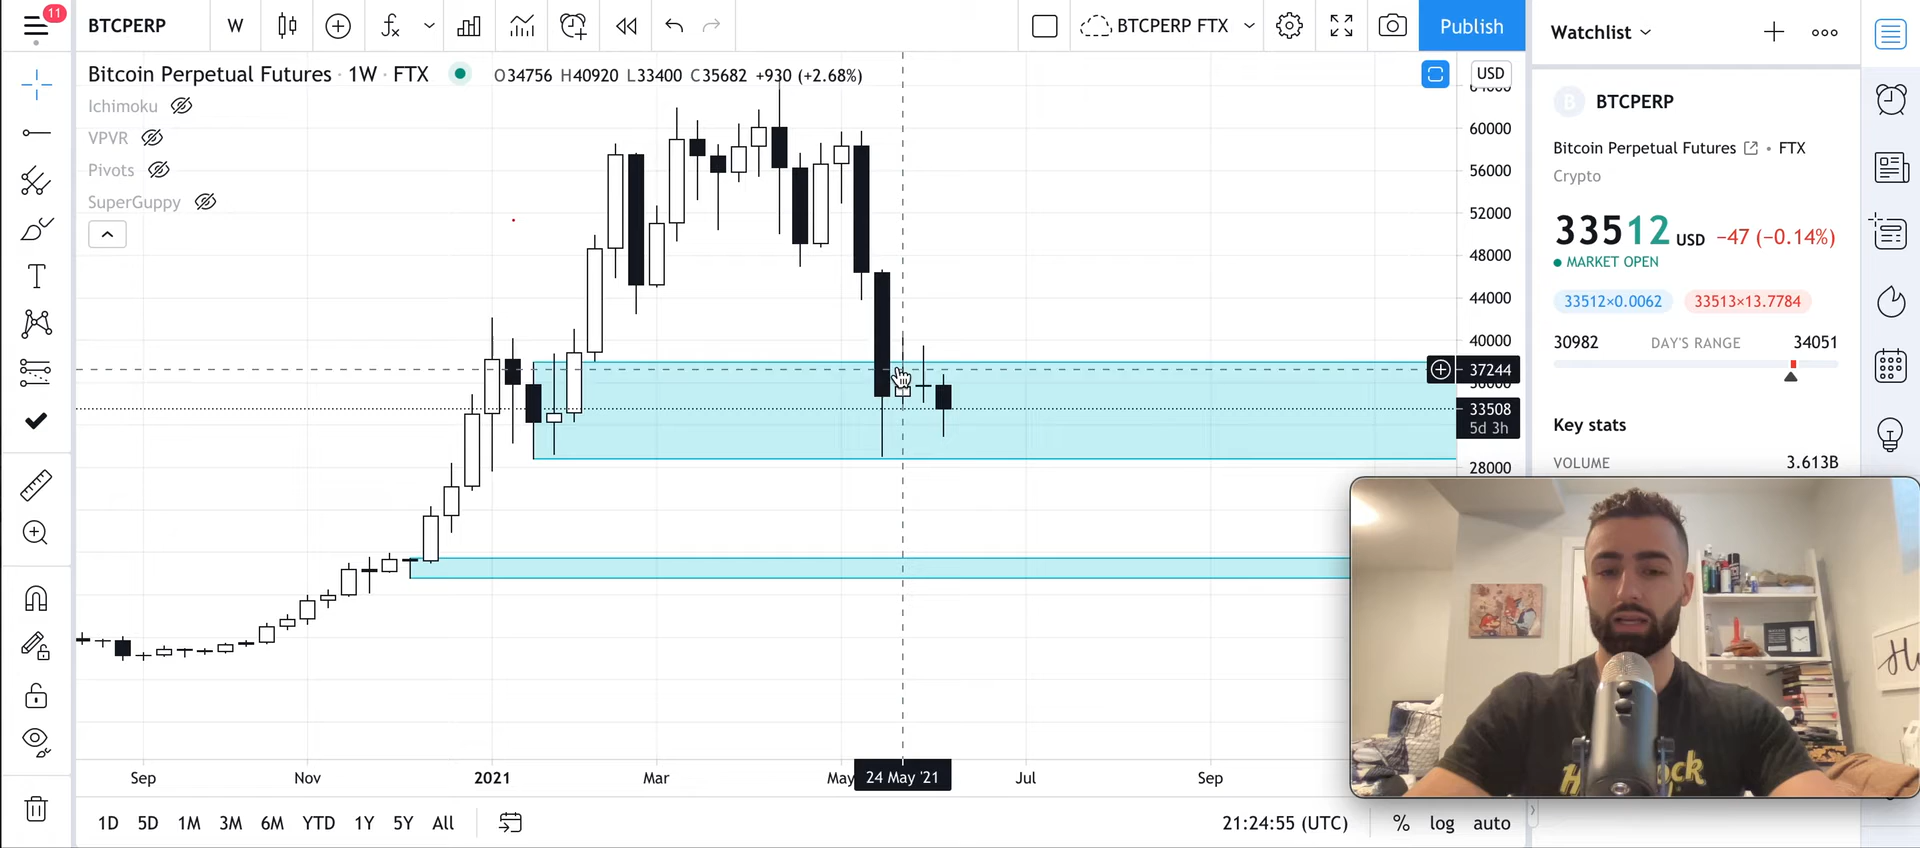 11
BTCPERP
W
BTCPERP FTX
Publish
Watchlist
Bitcoin Perpetual Futures · 1W · FTX
O34756 H40920 L33400 C35682 +930 (+2.68%)
USD
Ichimoku
VPVR
Pivots
SuperGuppy
60000
56000
52000
48000
44000
40000
37244
33508
5d 3h
28000
Sep
Nov
2021
Mar
May
24 May '21
Jul
Sep
1D
5D
1M
3M
6M
YTD
1Y
5Y
All
21:24:55 (UTC)
%
log
auto
BTCPERP
Bitcoin Perpetual Futures • FTX
Crypto
33512 USD −47 (−0.14%)
MARKET OPEN
33512×0.0062
33513×13.7784
30982 DAY'S RANGE 34051
Key stats
VOLUME 3.613B